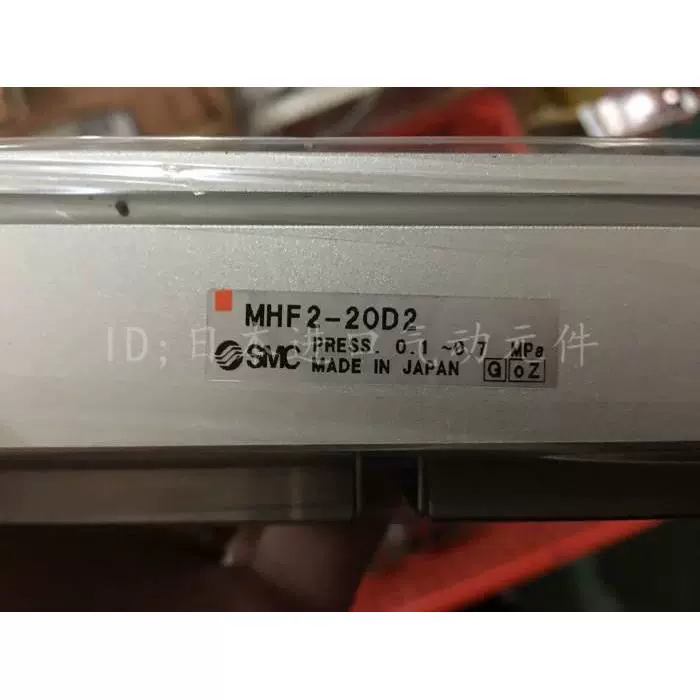 MHF2-20D2
ID;日本进口气动元件
SMC PRESS. 0.1 ~0.7 MPa
MADE IN JAPAN G oZ